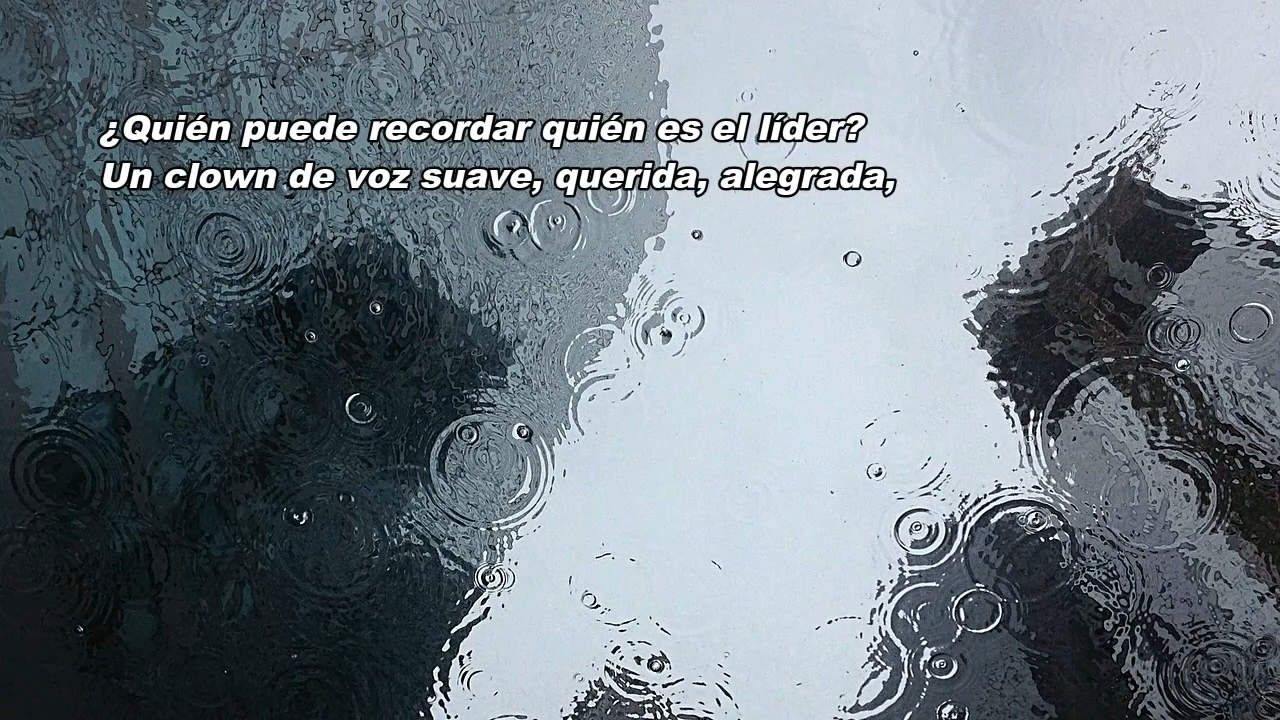 ¿Quién puede recordar quién es el líder?
Un clown de voz suave, querida, alegrada,